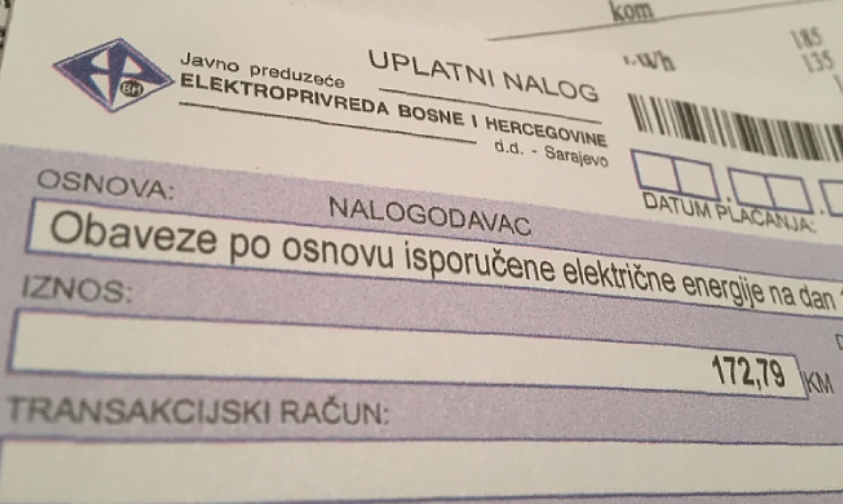 kom
185
135
UPLATNI NALOG
Javno preduzeće
ELEKTROPRIVREDA BOSNE I HERCEGOVINE
d.d. - Sarajevo
BH
DATUM PLAĆANJA:
OSNOVA:
NALOGODAVAC
Obaveze po osnovu isporučene električne energije na dan
IZNOS:
172,79 KM
TRANSAKCIJSKI RAČUN: